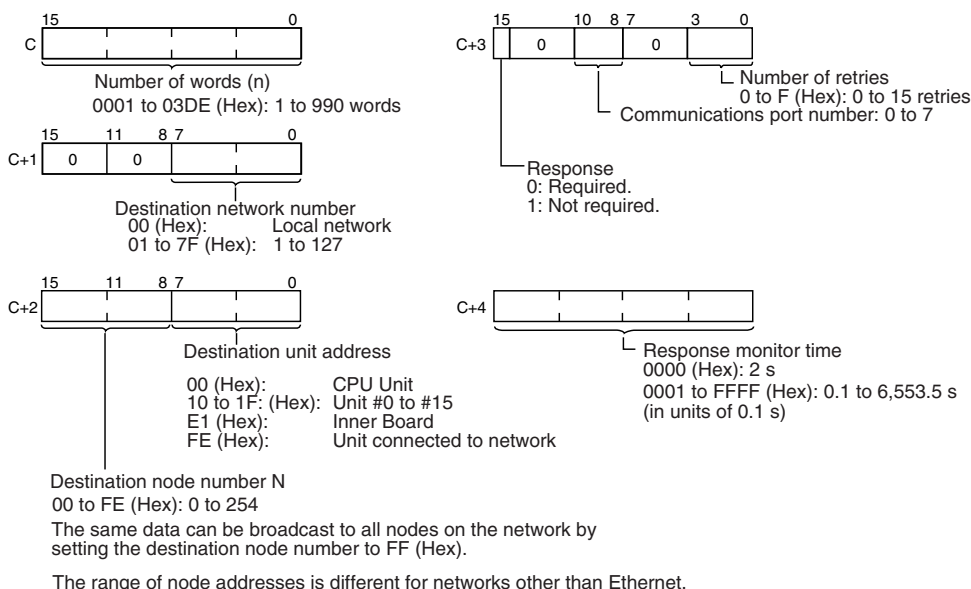 15 0
C
Number of words (n)
0001 to 03DE (Hex): 1 to 990 words
15 11 8 7 0
C+1 0 0
Destination network number
00 (Hex): Local network
01 to 7F (Hex): 1 to 127
15 11 8 7 0
C+2
Destination unit address
00 (Hex): CPU Unit
10 to 1F: (Hex): Unit #0 to #15
E1 (Hex): Inner Board
FE (Hex): Unit connected to network
Destination node number N
00 to FE (Hex): 0 to 254
The same data can be broadcast to all nodes on the network by
setting the destination node number to FF (Hex).
The range of node addresses is different for networks other than Ethernet.
15 10 8 7 3 0
C+3 0 0
Number of retries
0 to F (Hex): 0 to 15 retries
Communications port number: 0 to 7
Response
0: Required.
1: Not required.
C+4
Response monitor time
0000 (Hex): 2 s
0001 to FFFF (Hex): 0.1 to 6,553.5 s
(in units of 0.1 s)